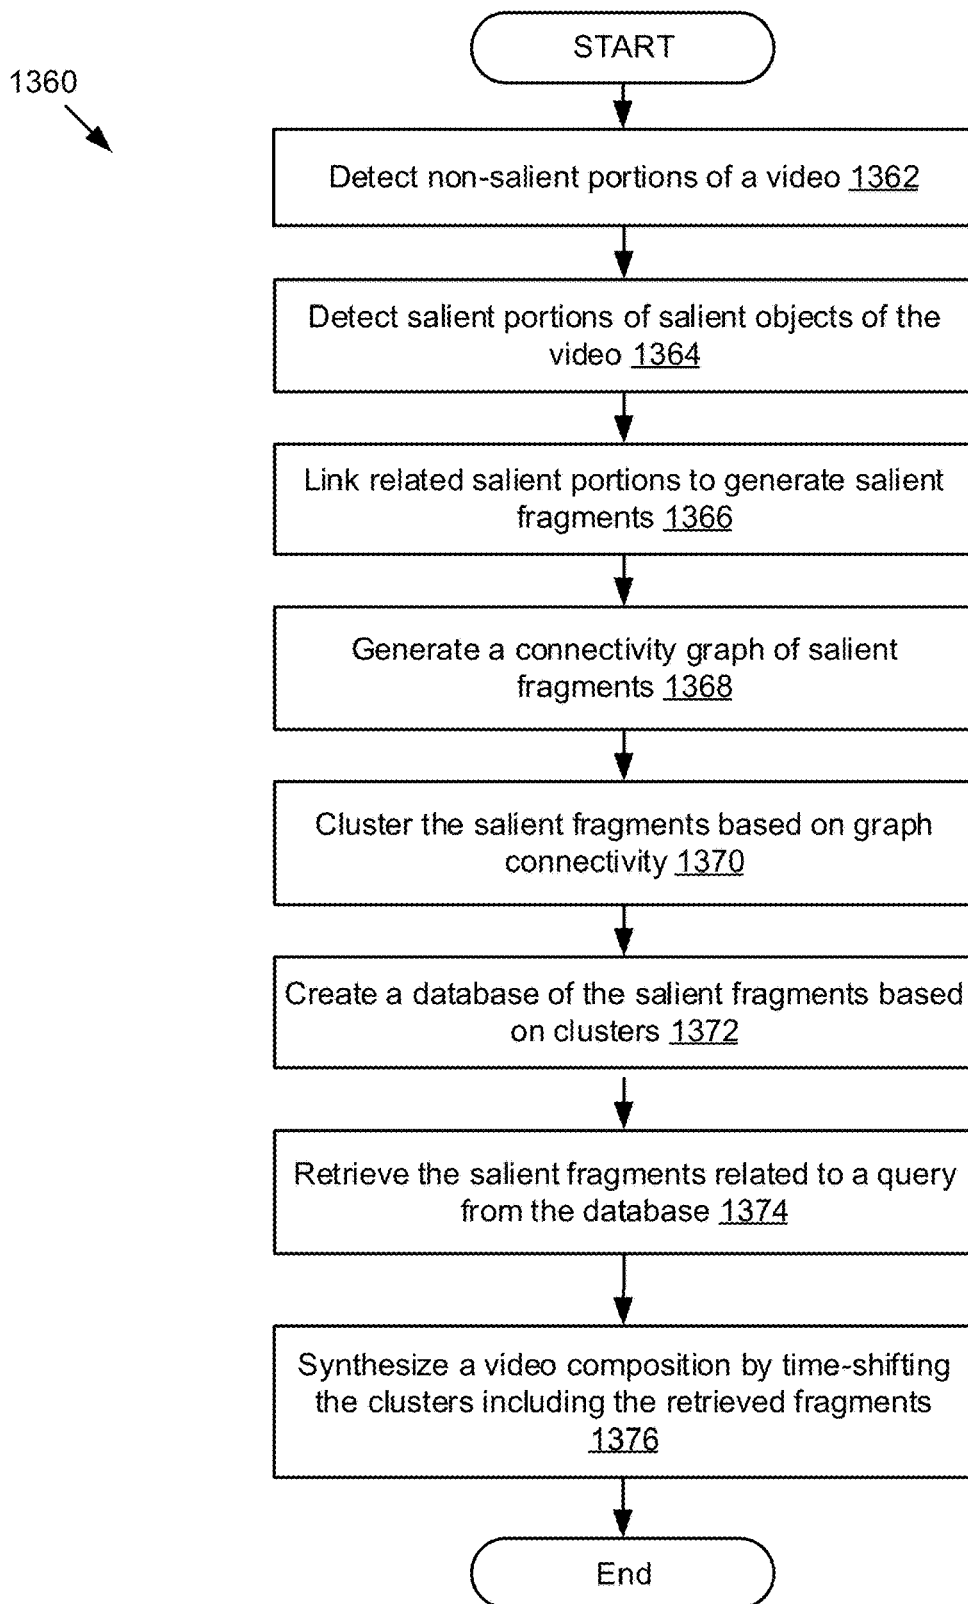 START
1360
Detect non-salient portions of a video 1362
Detect salient portions of salient objects of the
video 1364
Link related salient portions to generate salient
fragments 1366
Generate a connectivity graph of salient
fragments 1368
Cluster the salient fragments based on graph
connectivity 1370
Create a database of the salient fragments based
on clusters 1372
Retrieve the salient fragments related to a query
from the database 1374
Synthesize a video composition by time-shifting
the clusters including the retrieved fragments
1376
End